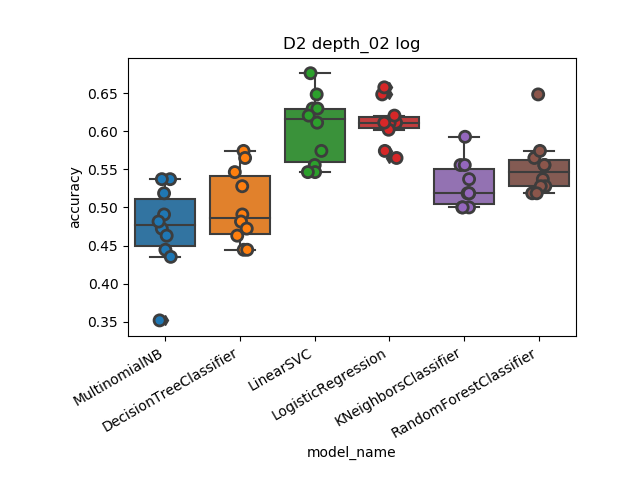 D2 depth_02 log
accuracy
0.65
0.60
0.55
0.50
0.45
0.40
0.35
MultinomialNB
DecisionTreeClassifier
LinearSVC
LogisticRegression
KNeighborsClassifier
RandomForestClassifier
model_name